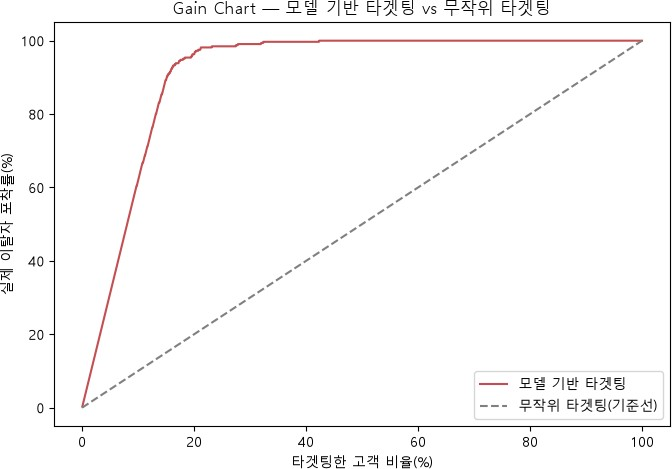 Gain Chart — 모델 기반 타겟팅 vs 무작위 타겟팅
실제 이탈자 포착률(%)
100
80
60
40
20
0
모델 기반 타겟팅
무작위 타겟팅(기준선)
0 20 40 60 80 100
타겟팅한 고객 비율(%)